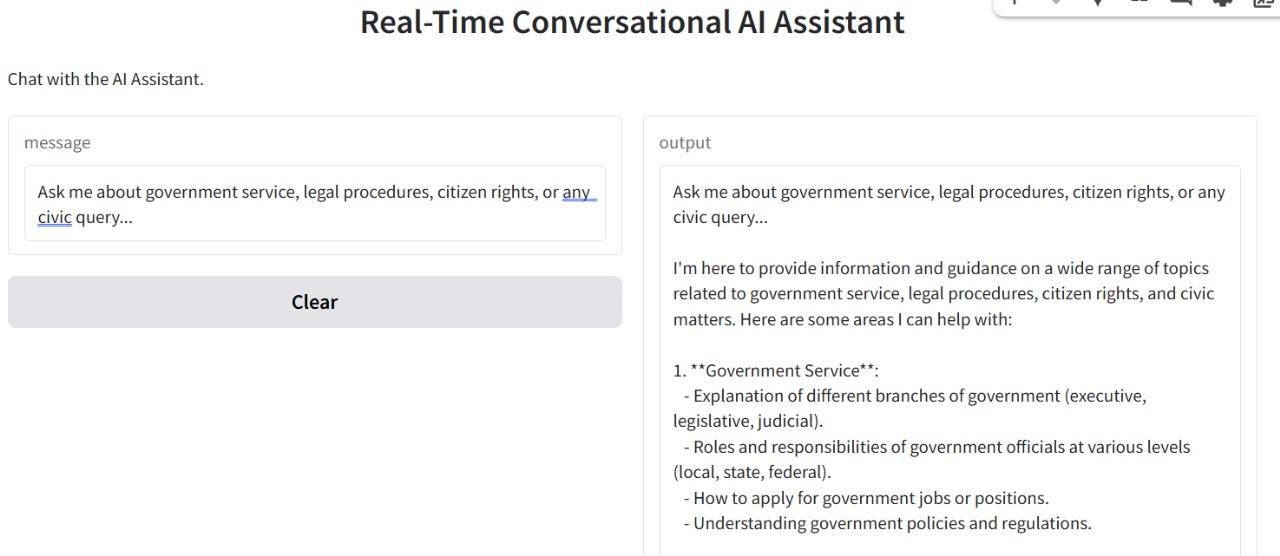 Real-Time Conversational AI Assistant
Chat with the AI Assistant.
message
Ask me about government service, legal procedures, citizen rights, or any
civic query...
Clear
output
Ask me about government service, legal procedures, citizen rights, or any
civic query...
I'm here to provide information and guidance on a wide range of topics
related to government service, legal procedures, citizen rights, and civic
matters. Here are some areas I can help with:
1. **Government Service**:
- Explanation of different branches of government (executive,
legislative, judicial).
- Roles and responsibilities of government officials at various levels
(local, state, federal).
- How to apply for government jobs or positions.
- Understanding government policies and regulations.